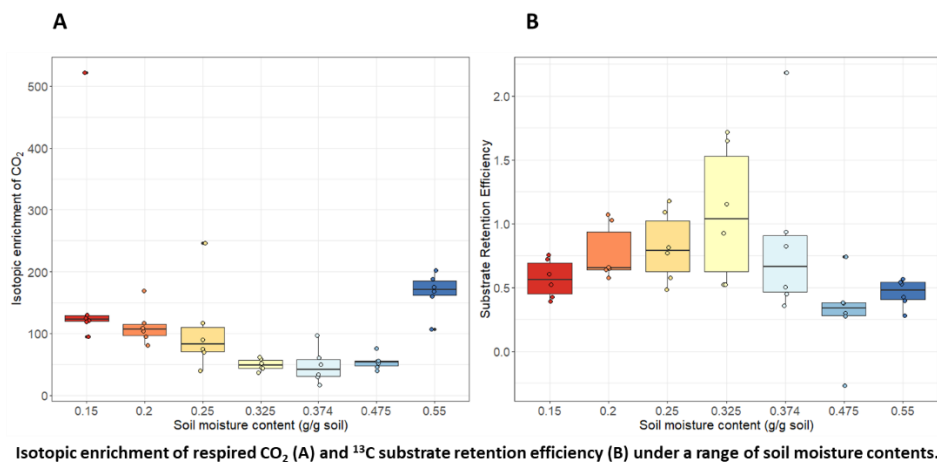 A
B
Isotopic enrichment of CO₂
500
400
300
200
100
0
0.15 0.2 0.25 0.325 0.374 0.475 0.55
Soil moisture content (g/g soil)
Substrate Retention Efficiency
2.0
1.5
1.0
0.5
0.0
0.15 0.2 0.25 0.325 0.374 0.475 0.55
Soil moisture content (g/g soil)
Isotopic enrichment of respired CO₂ (A) and ¹³C substrate retention efficiency (B) under a range of soil moisture contents.